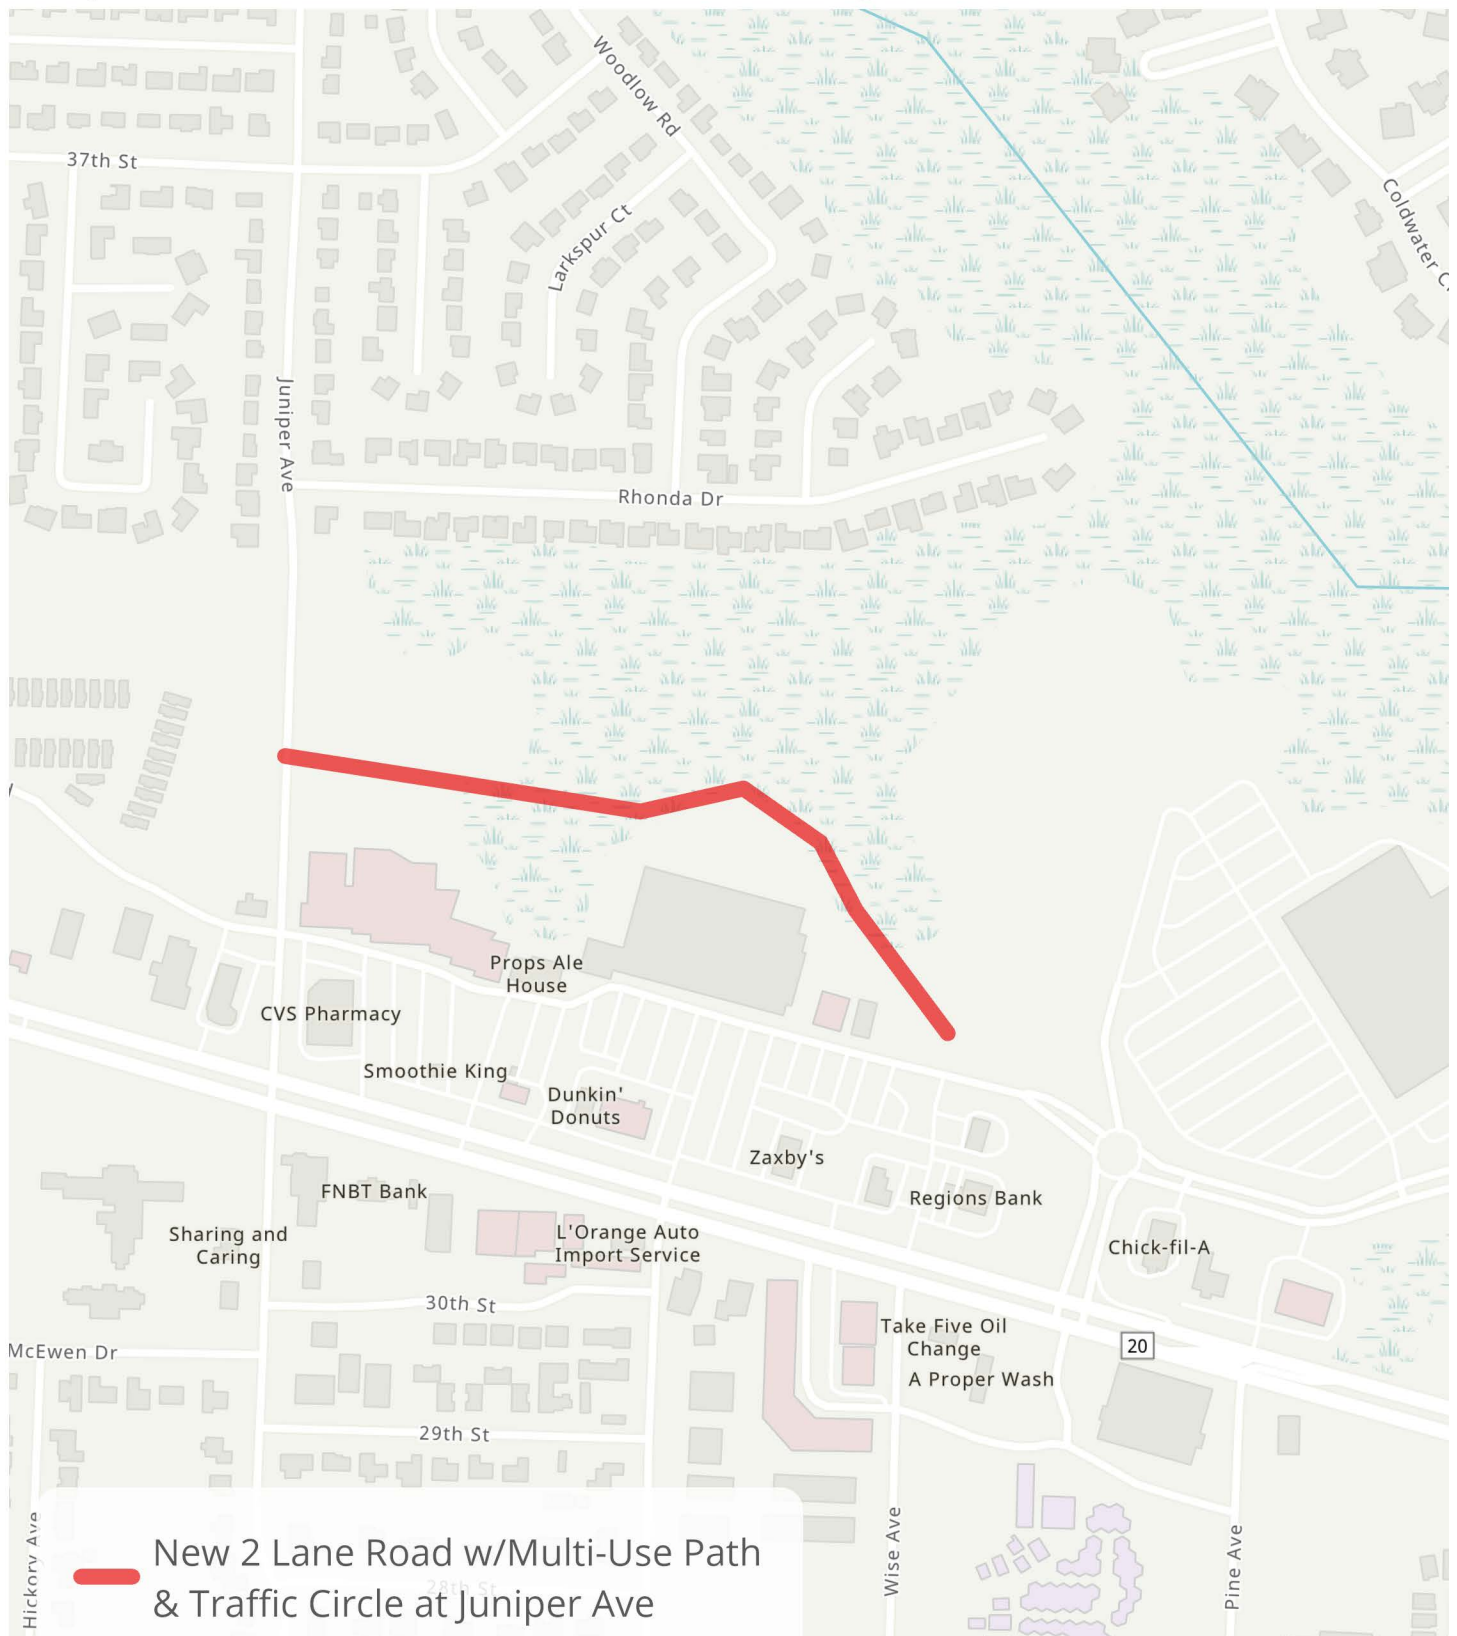 Woodlow Rd
37th St
Coldwater C
Larkspur Ct
Juniper Ave
Rhonda Dr
Props Ale
House
CVS Pharmacy
Smoothie King
Dunkin'
Donuts
Zaxby's
FNBT Bank
Regions Bank
Sharing and
Caring
L'Orange Auto
Import Service
Chick-fil-A
30th St
Take Five Oil
Change
20
McEwen Dr
A Proper Wash
29th St
Hickory Ave
Wise Ave
Pine Ave
New 2 Lane Road w/Multi-Use Path
28th St
& Traffic Circle at Juniper Ave